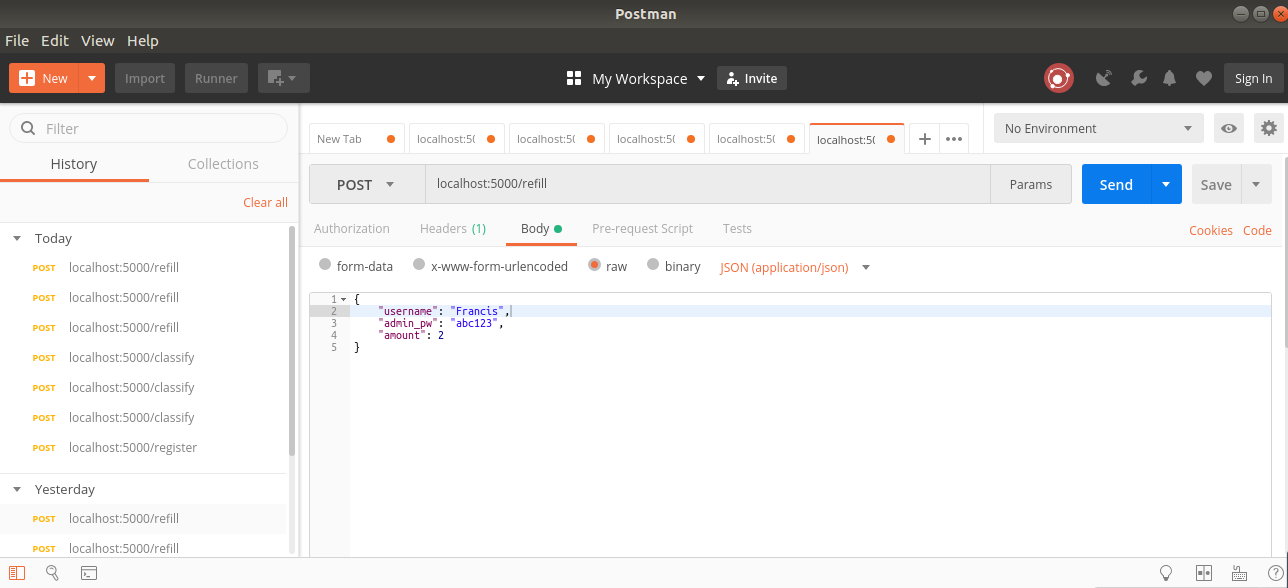 Postman
File Edit View Help
New Import Runner My Workspace Invite Sign In
Filter
History Collections
Clear all
Today
POST localhost:5000/refill
POST localhost:5000/refill
POST localhost:5000/refill
POST localhost:5000/classify
POST localhost:5000/classify
POST localhost:5000/classify
POST localhost:5000/register
Yesterday
POST localhost:5000/refill
POST localhost:5000/refill
New Tab localhost:50 localhost:50 localhost:50 localhost:50 localhost:50 No Environment
POST localhost:5000/refill Params Send Save
Authorization Headers (1) Body Pre-request Script Tests Cookies Code
form-data x-www-form-urlencoded raw binary JSON (application/json)
1 {
2 "username": "Francis",
3 "admin_pw": "abc123",
4 "amount": 2
5 }